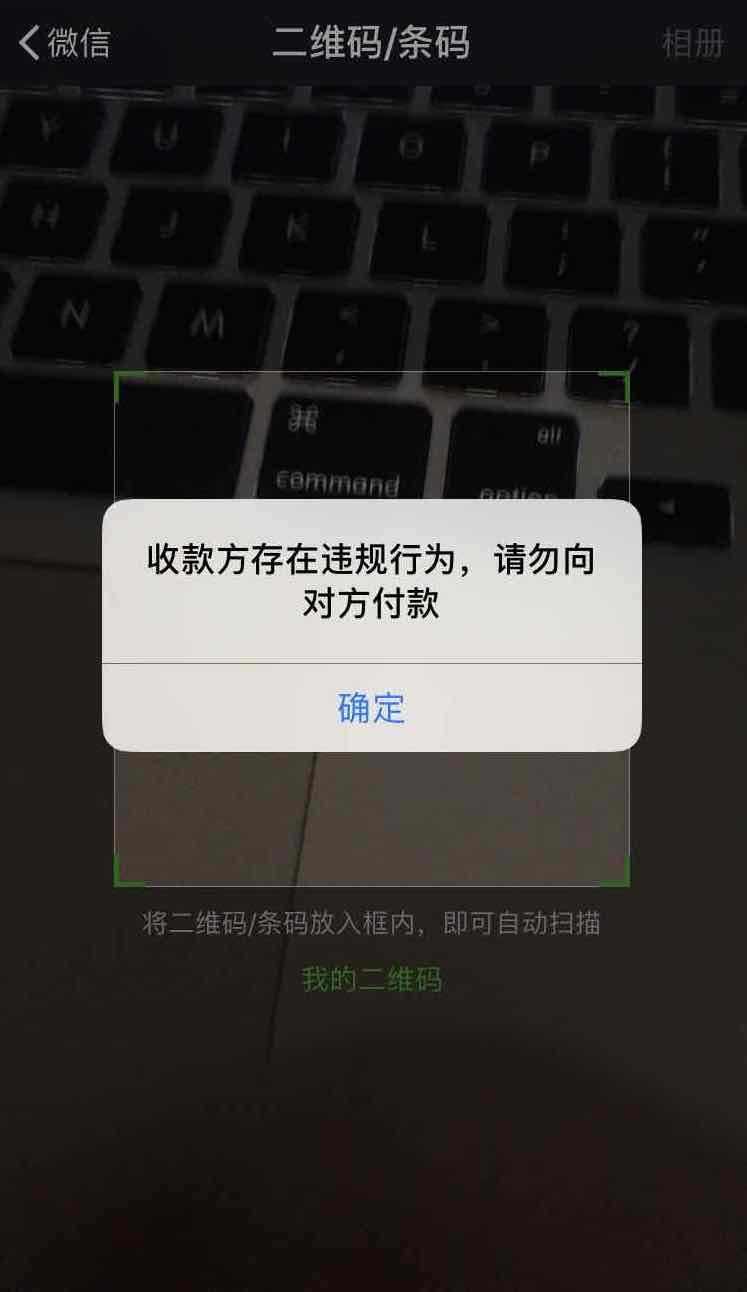 微信 二维码/条码 相册
Y U I O P
H J K L
N M < > ?
⌘ alt
command option
收款方存在违规行为，请勿向
对方付款
确定
将二维码/条码放入框内，即可自动扫描
我的二维码